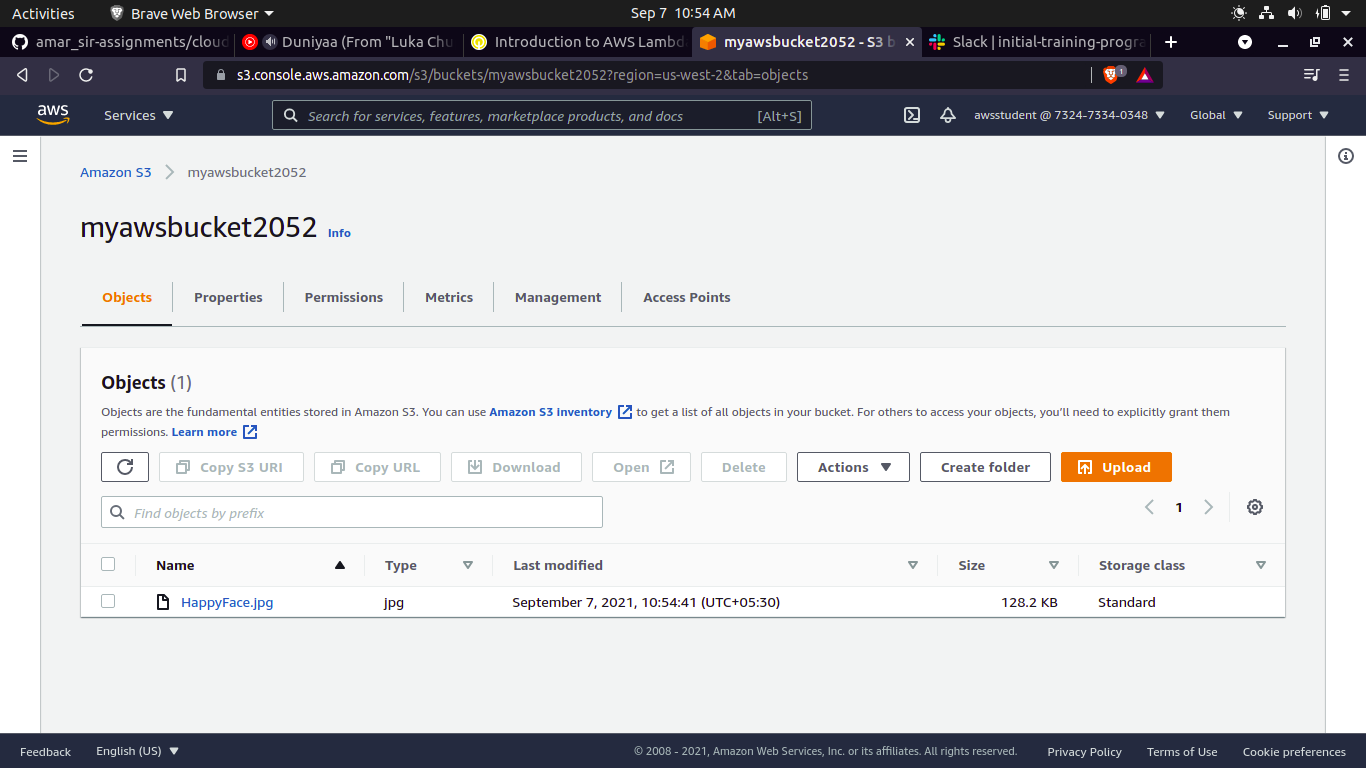 Activities Brave Web Browser Sep 7 10:54 AM
amar_sir-assignments/cloud Duniyaa (From "Luka Chu Introduction to AWS Lambd myawsbucket2052 - S3 b Slack | initial-training-progra
s3.console.aws.amazon.com/s3/buckets/myawsbucket2052?region=us-west-2&tab=objects 1
aws Services Search for services, features, marketplace products, and docs [Alt+S] awsstudent @ 7324-7334-0348 Global Support
Amazon S3 myawsbucket2052
myawsbucket2052 Info
Objects Properties Permissions Metrics Management Access Points
Objects (1)
Objects are the fundamental entities stored in Amazon S3. You can use Amazon S3 inventory to get a list of all objects in your bucket. For others to access your objects, you'll need to explicitly grant them
permissions. Learn more
Copy S3 URI Copy URL Download Open Delete Actions Create folder Upload
Find objects by prefix 1
Name Type Last modified Size Storage class
HappyFace.jpg jpg September 7, 2021, 10:54:41 (UTC+05:30) 128.2 KB Standard
Feedback English (US) © 2008 - 2021, Amazon Web Services, Inc. or its affiliates. All rights reserved. Privacy Policy Terms of Use Cookie preferences